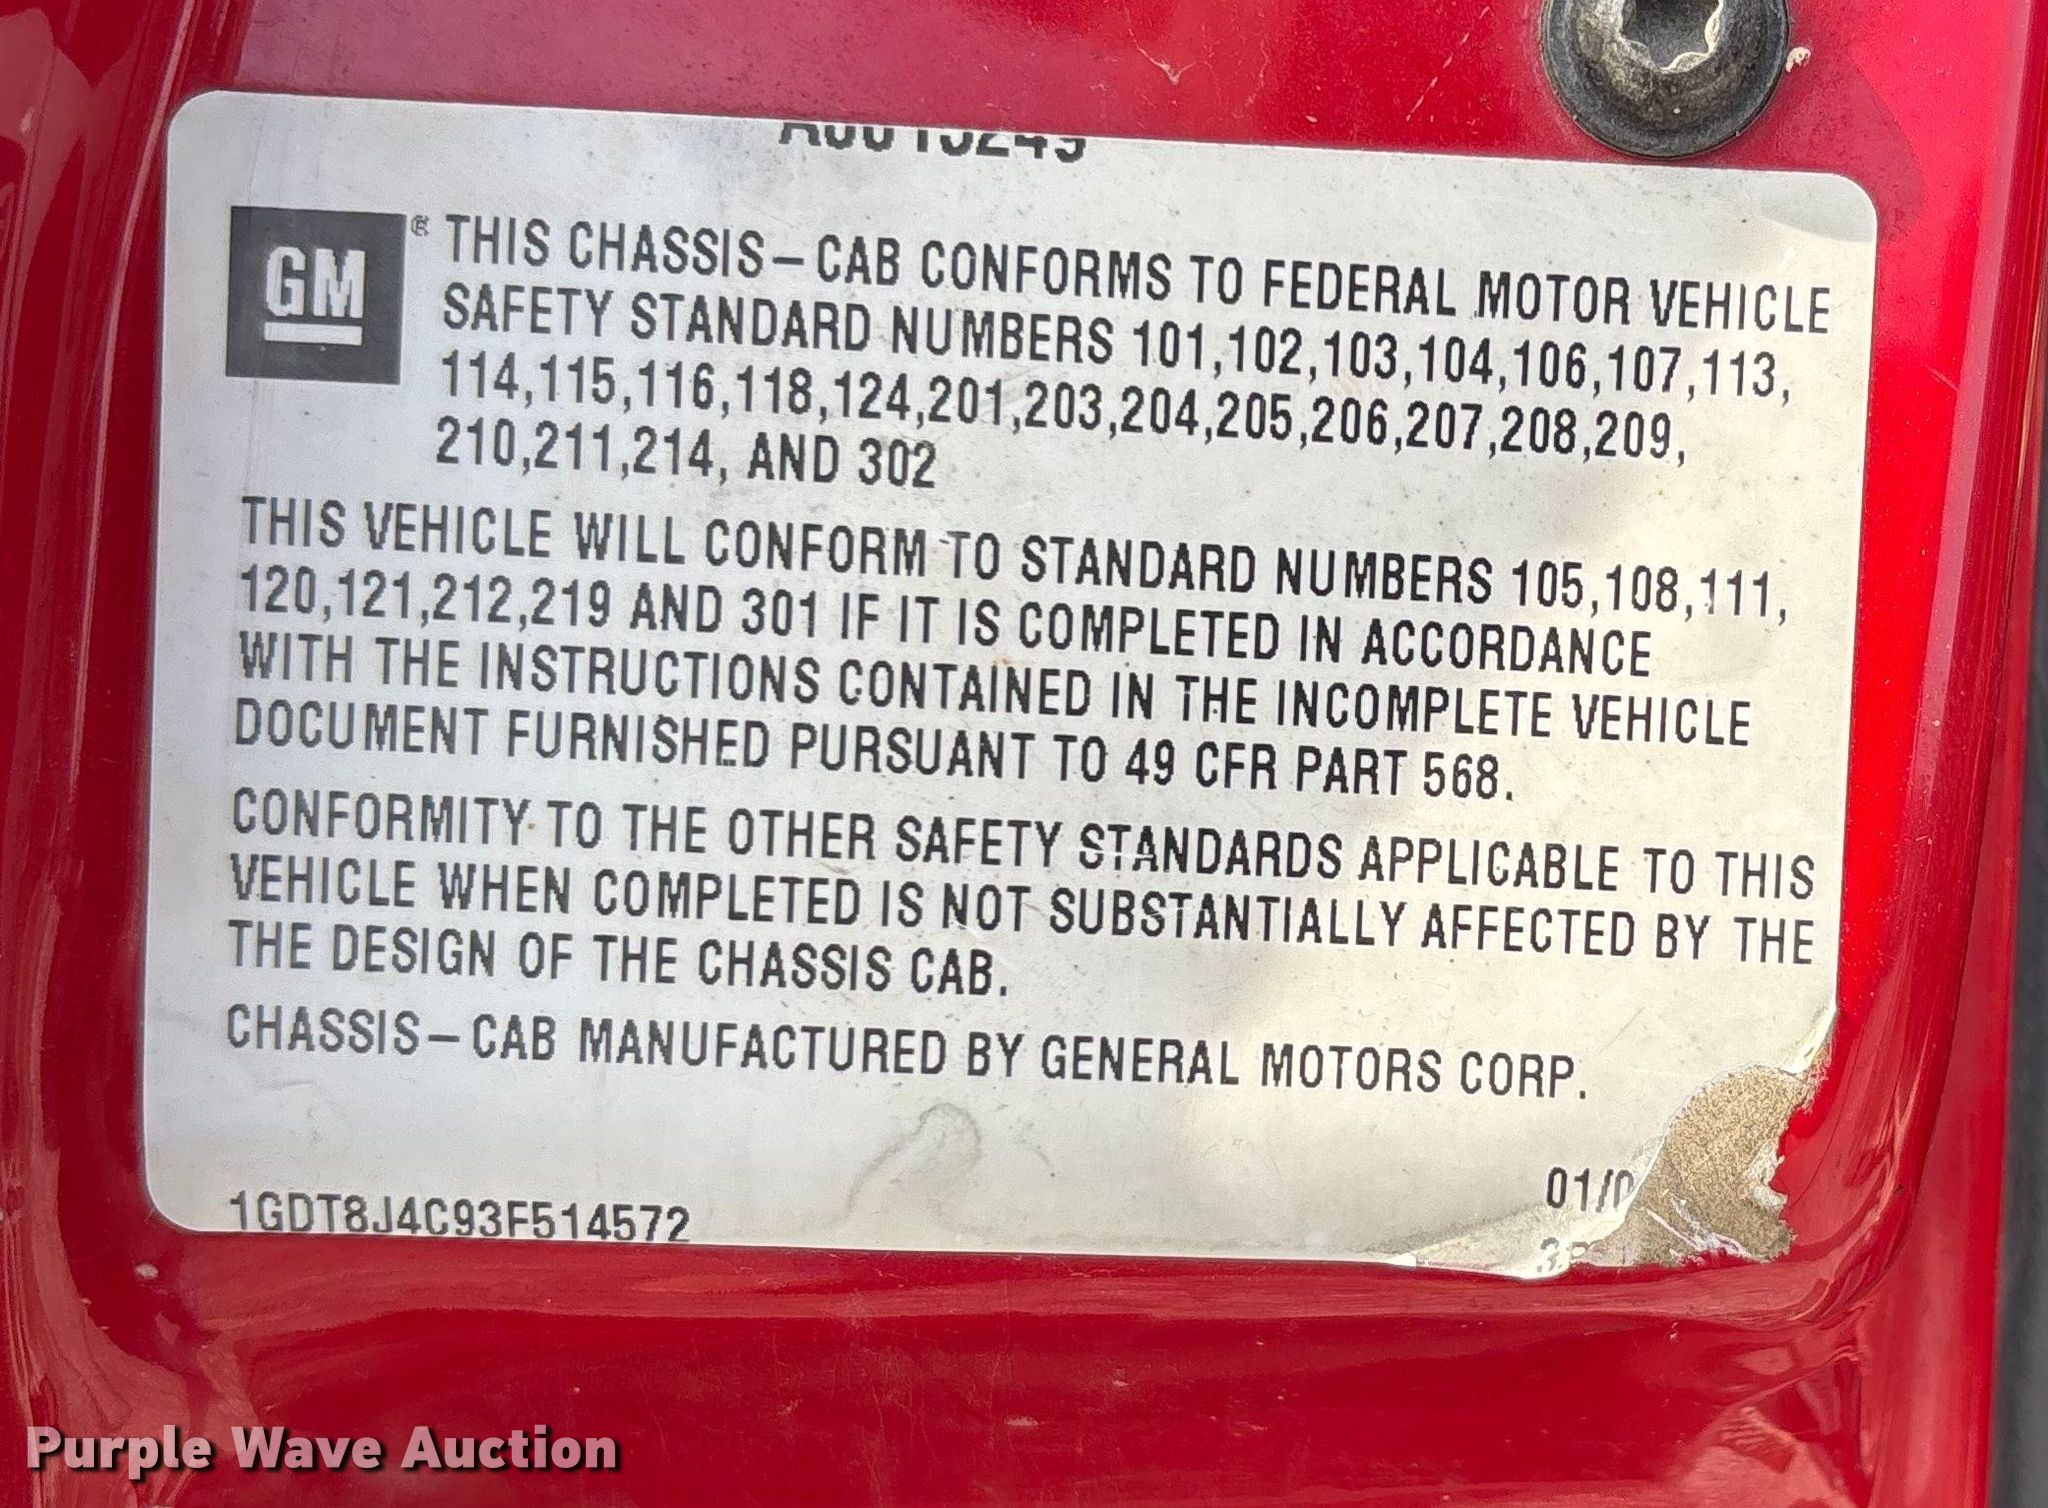 GM
® THIS CHASSIS-CAB CONFORMS TO FEDERAL MOTOR VEHICLE
SAFETY STANDARD NUMBERS 101,102,103,104,106,107,113,
114,115,116,118,124,201,203,204,205,206,207,208,209,
210,211,214, AND 302
THIS VEHICLE WILL CONFORM TO STANDARD NUMBERS 105,108,111,
120,121,212,219 AND 301 IF IT IS COMPLETED IN ACCORDANCE
WITH THE INSTRUCTIONS CONTAINED IN THE INCOMPLETE VEHICLE
DOCUMENT FURNISHED PURSUANT TO 49 CFR PART 568.
CONFORMITY TO THE OTHER SAFETY STANDARDS APPLICABLE TO THIS
VEHICLE WHEN COMPLETED IS NOT SUBSTANTIALLY AFFECTED BY THE
THE DESIGN OF THE CHASSIS CAB.
CHASSIS-CAB MANUFACTURED BY GENERAL MOTORS CORP.
01/0
1GDT8J4C93F514572
Purple Wave Auction